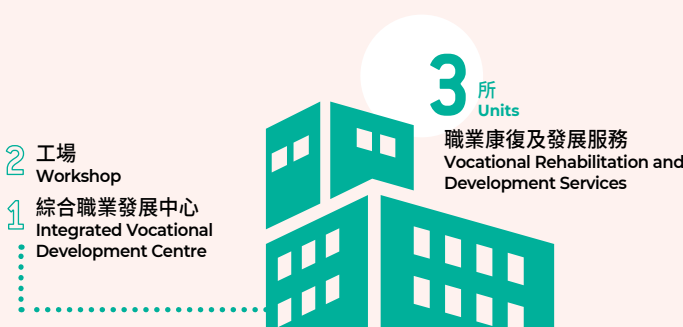 3 所
Units
職業康復及發展服務
Vocational Rehabilitation and
Development Services
2 工場
Workshop
1 綜合職業發展中心
Integrated Vocational
Development Centre